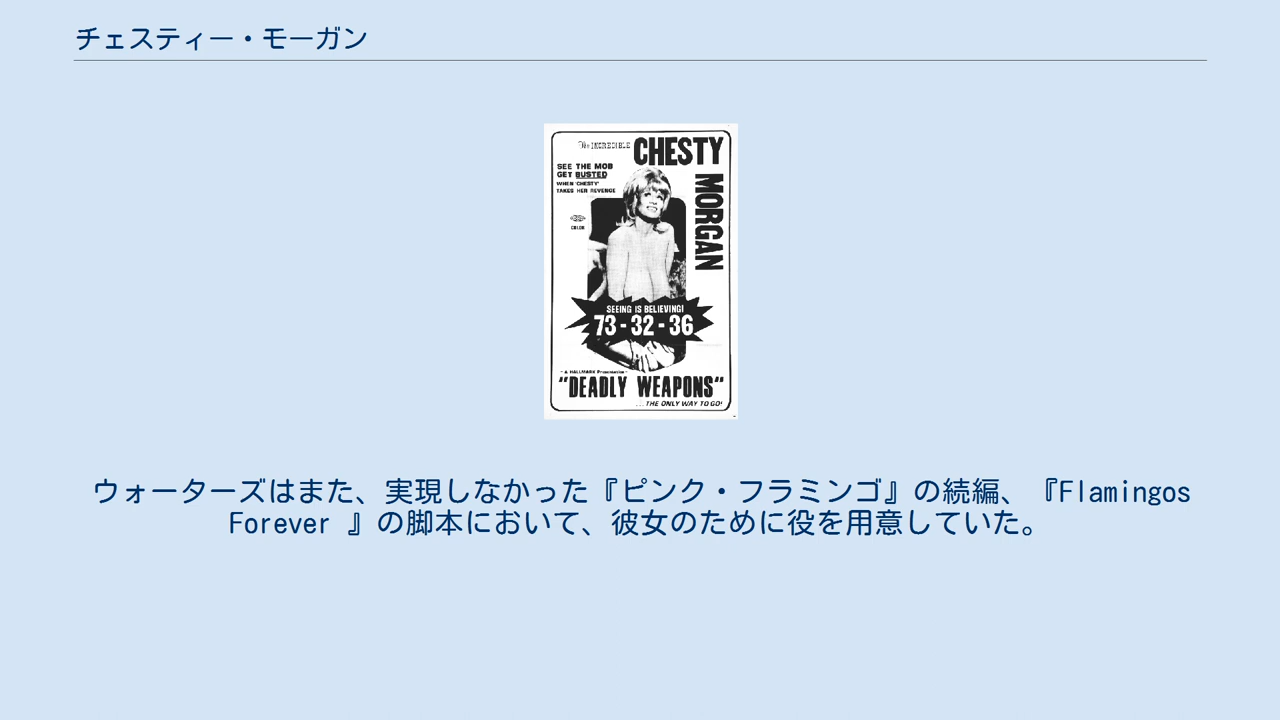 チェスティー・モーガン
The INCREDIBLE CHESTY
MORGAN
SEE THE MOB
GET BUSTED
WHEN 'CHESTY'
TAKES HER REVENGE
COLOR
SEEING IS BELIEVING!
73-32-36
A HALLMARK Presentation
"DEADLY WEAPONS"
...THE ONLY WAY TO GO!
ウォーターズはまた、実現しなかった『ピンク・フラミンゴ』の続編、『Flamingos
Forever 』の脚本において、彼女のために役を用意していた。